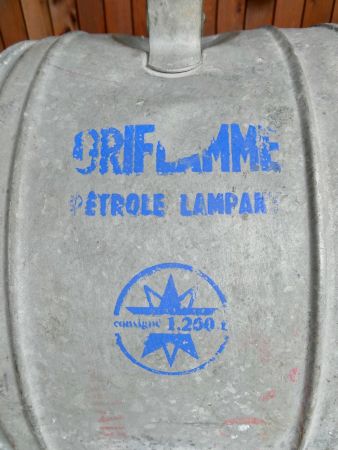 ORIFLAMME
PÉTROLE LAMPANT
consigne 1.250 f